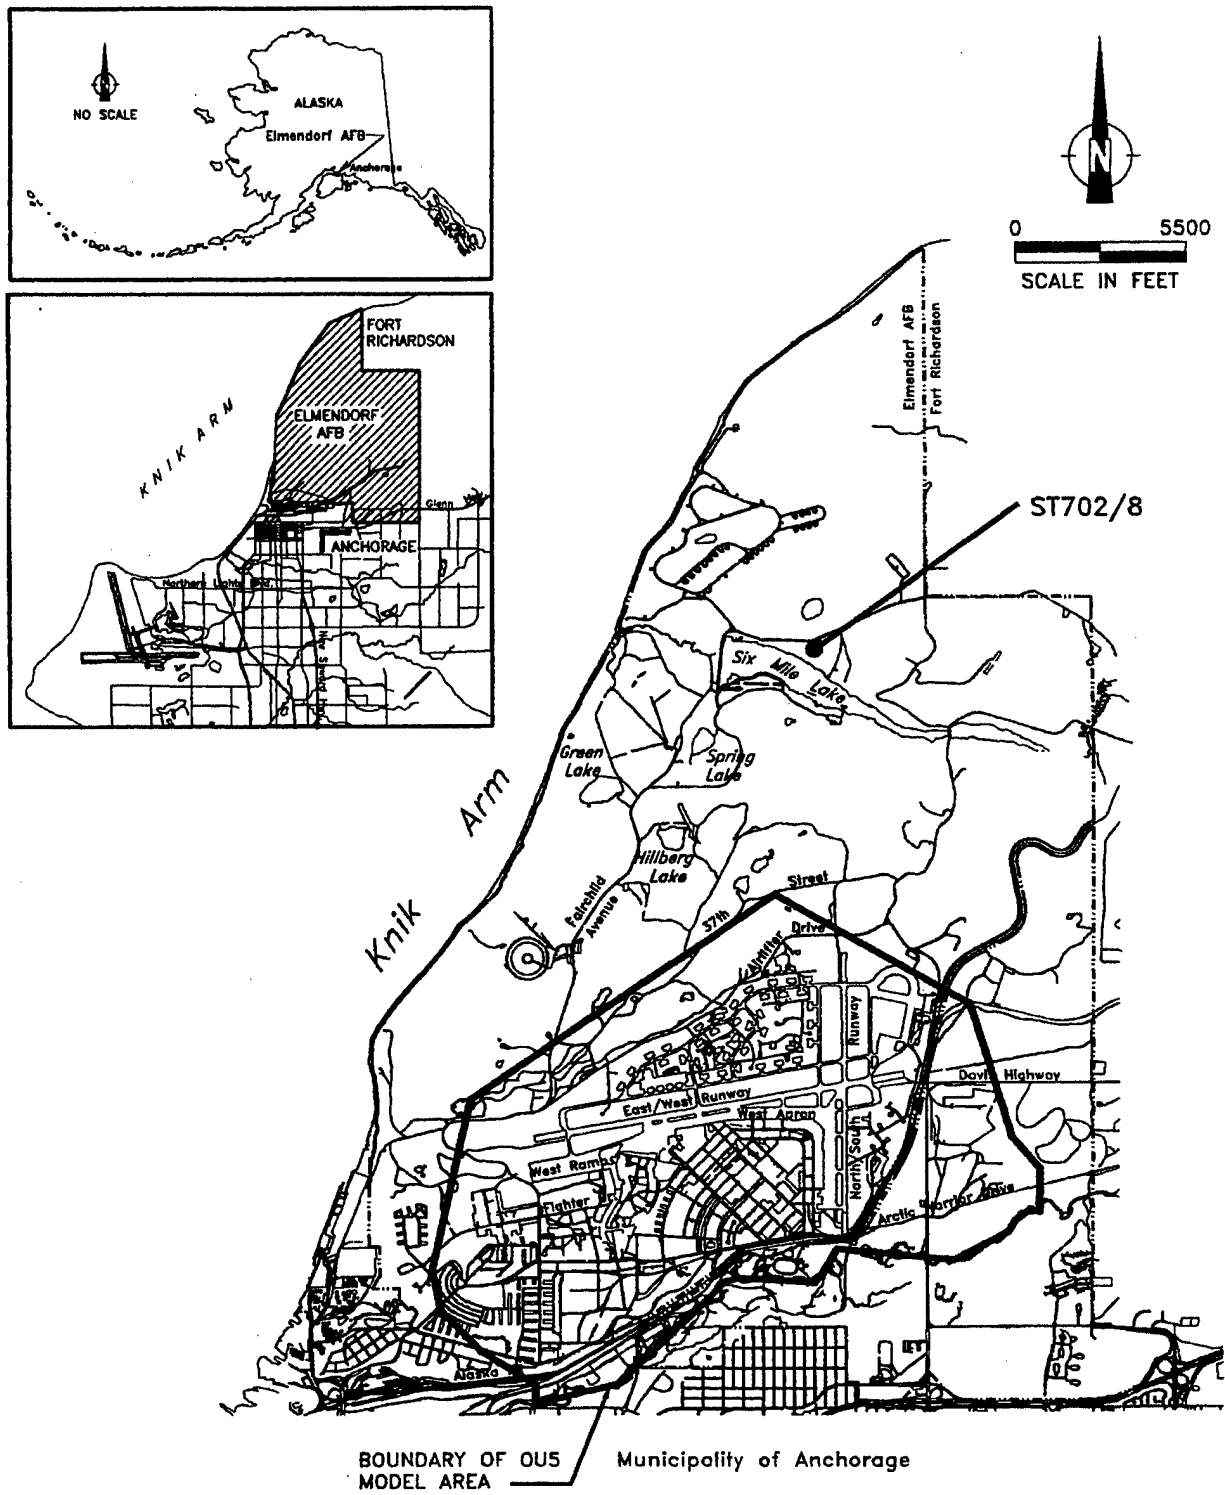 NO SCALE
ALASKA
Elmendorf AFB
Anchorage
N
0 5500
SCALE IN FEET
FORT
RICHARDSON
ELMENDORF
AFB
KNIK ARM
Glenn Hwy.
ANCHORAGE
Northern Lights Blvd.
Elmendorf AFB
Fort Richardson
ST702/8
Six Mile Lake
Green
Lake
Spring
Lake
Hillberg
Lake
Knik Arm
Fairchild
Avenue
37th Street
Airlifter Drive
North/South Runway
East/West Runway
Davis Highway
West Apron
West Ramp
Fighter
Arctic Warrior Drive
Alaska
BOUNDARY OF OU5
MODEL AREA
Municipality of Anchorage